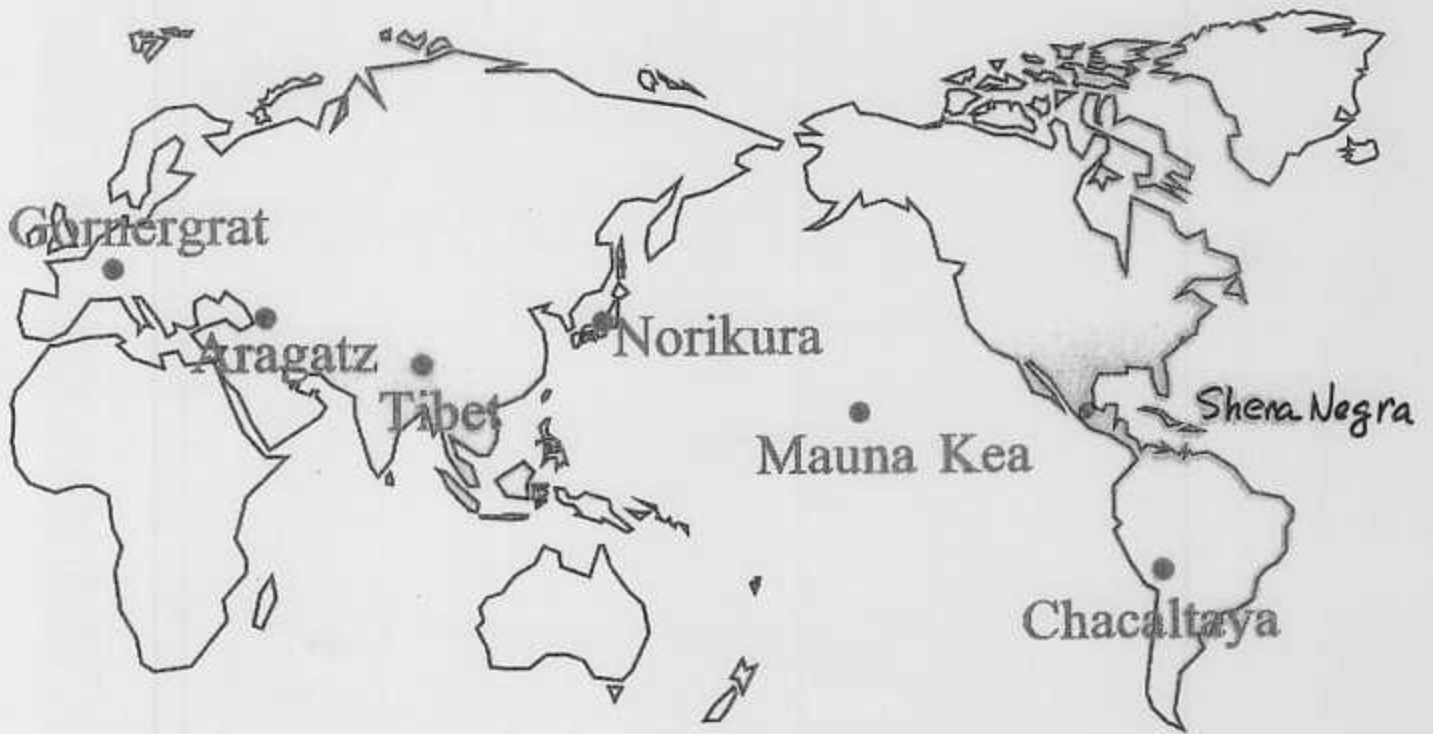 Gornergrat
Aragatz
Tibet
Norikura
Mauna Kea
Shera Negra
Chacaltaya